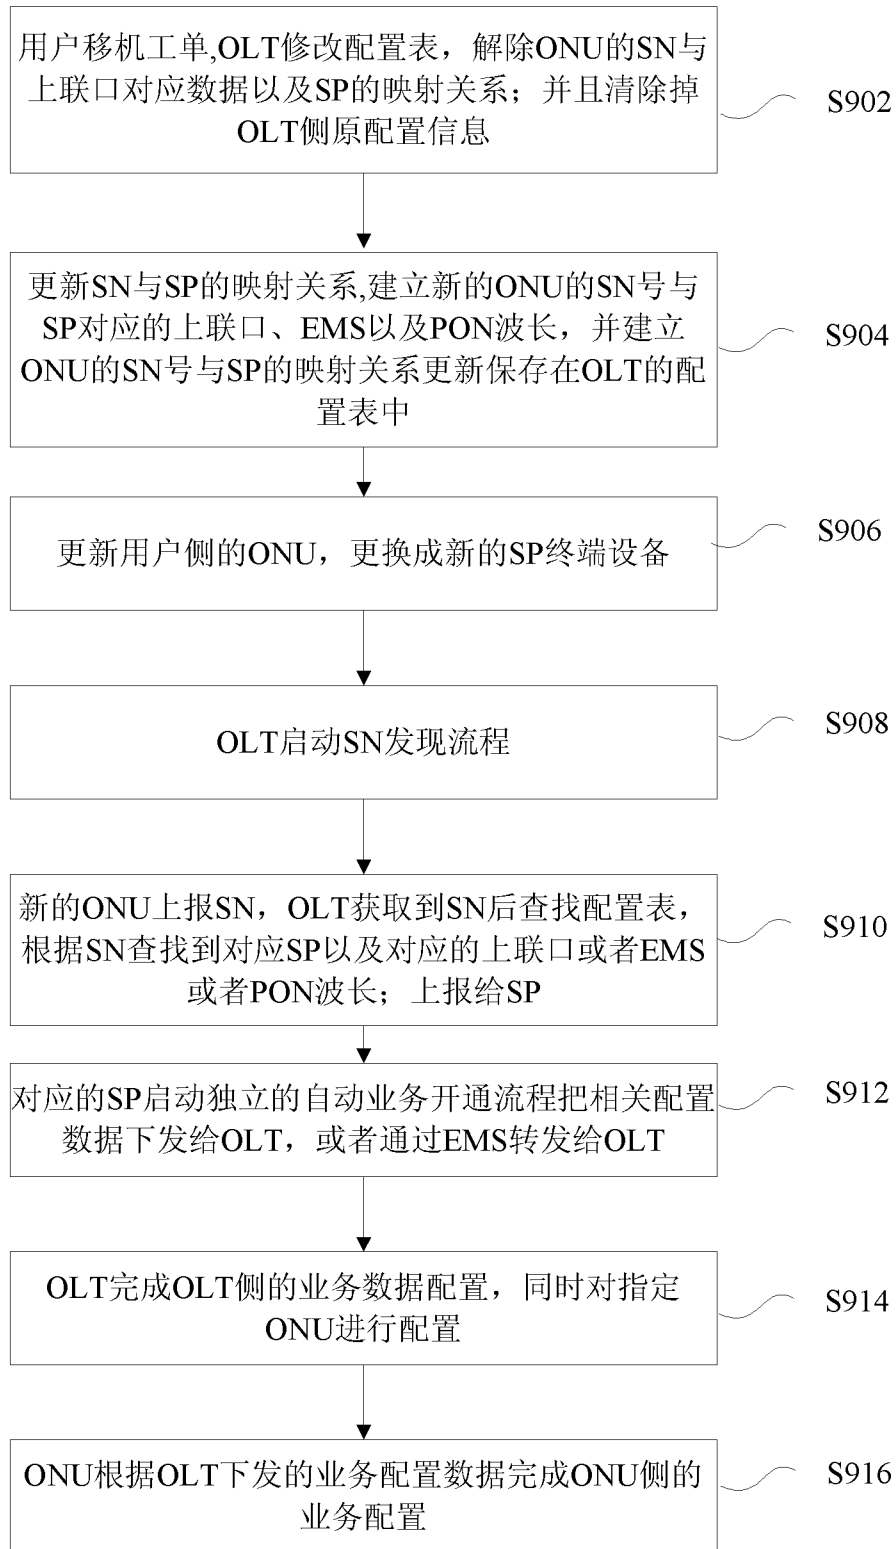 用户移机工单,OLT修改配置表，解除ONU的SN与
上联口对应数据以及SP的映射关系；并且清除掉
OLT侧原配置信息
S902
更新SN与SP的映射关系,建立新的ONU的SN号与
SP对应的上联口、EMS以及PON波长，并建立
ONU的SN号与SP的映射关系更新保存在OLT的配
置表中
S904
更新用户侧的ONU，更换成新的SP终端设备
S906
OLT启动SN发现流程
S908
新的ONU上报SN，OLT获取到SN后查找配置表，
根据SN查找到对应SP以及对应的上联口或者EMS
或者PON波长；上报给SP
S910
对应的SP启动独立的自动业务开通流程把相关配置
数据下发给OLT，或者通过EMS转发给OLT
S912
OLT完成OLT侧的业务数据配置，同时对指定
ONU进行配置
S914
ONU根据OLT下发的业务配置数据完成ONU侧的
业务配置
S916